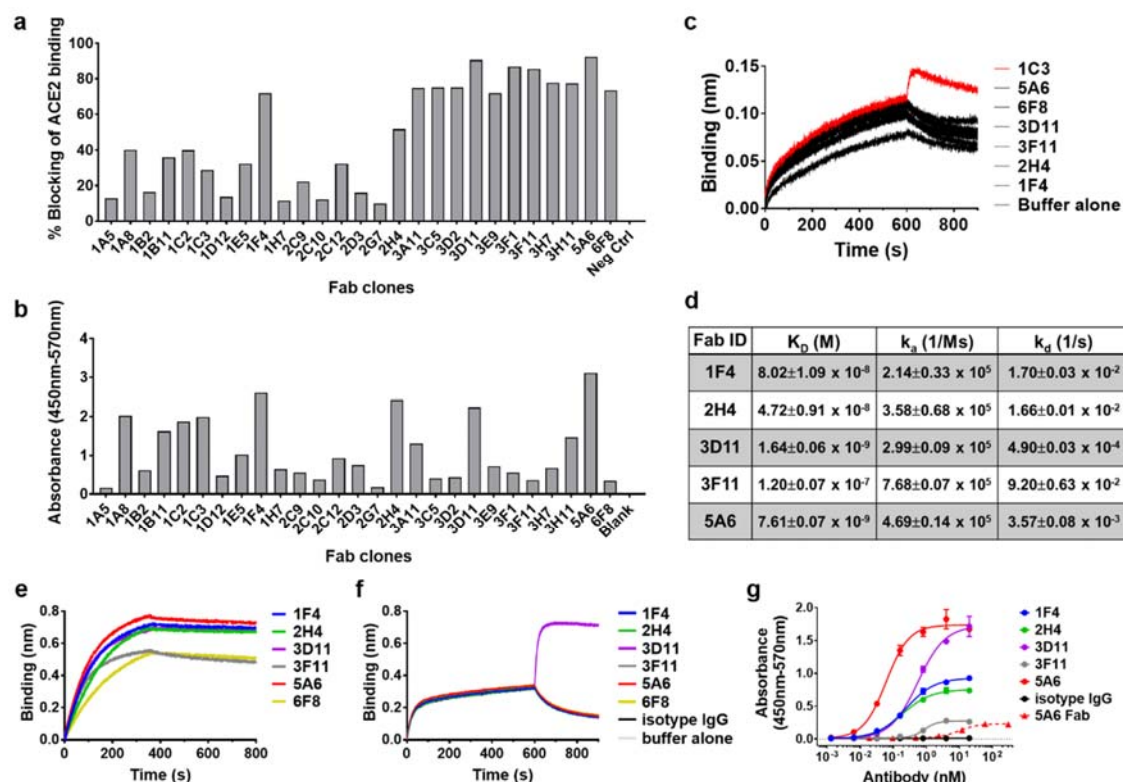 a
% Blocking of ACE2 binding
100
80
60
40
20
0
1A5
1A8
1B2
1B11
1C2
1C3
1D12
1E5
1F4
1H7
2C9
2C10
2C12
2D3
2G7
2H4
3A11
3C5
3D2
3D11
3E9
3F1
3F11
3H7
3H11
5A6
6F8
Neg Ctrl
Fab clones
b
Absorbance (450nm-570nm)
4
3
2
1
0
1A5
1A8
1B2
1B11
1C2
1C3
1D12
1E5
1F4
1H7
2C9
2C10
2C12
2D3
2G7
2H4
3A11
3C5
3D2
3D11
3E9
3F1
3F11
3H7
3H11
5A6
6F8
Blank
Fab clones
c
Binding (nm)
0.15
0.10
0.05
0.00
0 200 400 600 800
Time (s)
1C3
5A6
6F8
3D11
3F11
2H4
1F4
Buffer alone
d
Fab ID K_D (M) k_a (1/Ms) k_d (1/s)
1F4 8.02±1.09 x 10⁻⁸ 2.14±0.33 x 10⁵ 1.70±0.03 x 10⁻²
2H4 4.72±0.91 x 10⁻⁸ 3.58±0.68 x 10⁵ 1.66±0.01 x 10⁻²
3D11 1.64±0.06 x 10⁻⁹ 2.99±0.09 x 10⁵ 4.90±0.03 x 10⁻⁴
3F11 1.20±0.07 x 10⁻⁷ 7.68±0.07 x 10⁵ 9.20±0.63 x 10⁻²
5A6 7.61±0.07 x 10⁻⁹ 4.69±0.14 x 10⁵ 3.57±0.08 x 10⁻³
e
Binding (nm)
0.8
0.6
0.4
0.2
0.0
0 200 400 600 800
Time (s)
1F4
2H4
3D11
3F11
5A6
6F8
f
Binding (nm)
0.8
0.6
0.4
0.2
0.0
0 200 400 600 800
Time (s)
1F4
2H4
3D11
3F11
5A6
6F8
isotype IgG
buffer alone
g
Absorbance
(450nm-570nm)
2.0
1.5
1.0
0.5
0.0
10⁻³ 10⁻² 10⁻¹ 10⁰ 10¹ 10²
Antibody (nM)
1F4
2H4
3D11
3F11
5A6
isotype IgG
5A6 Fab